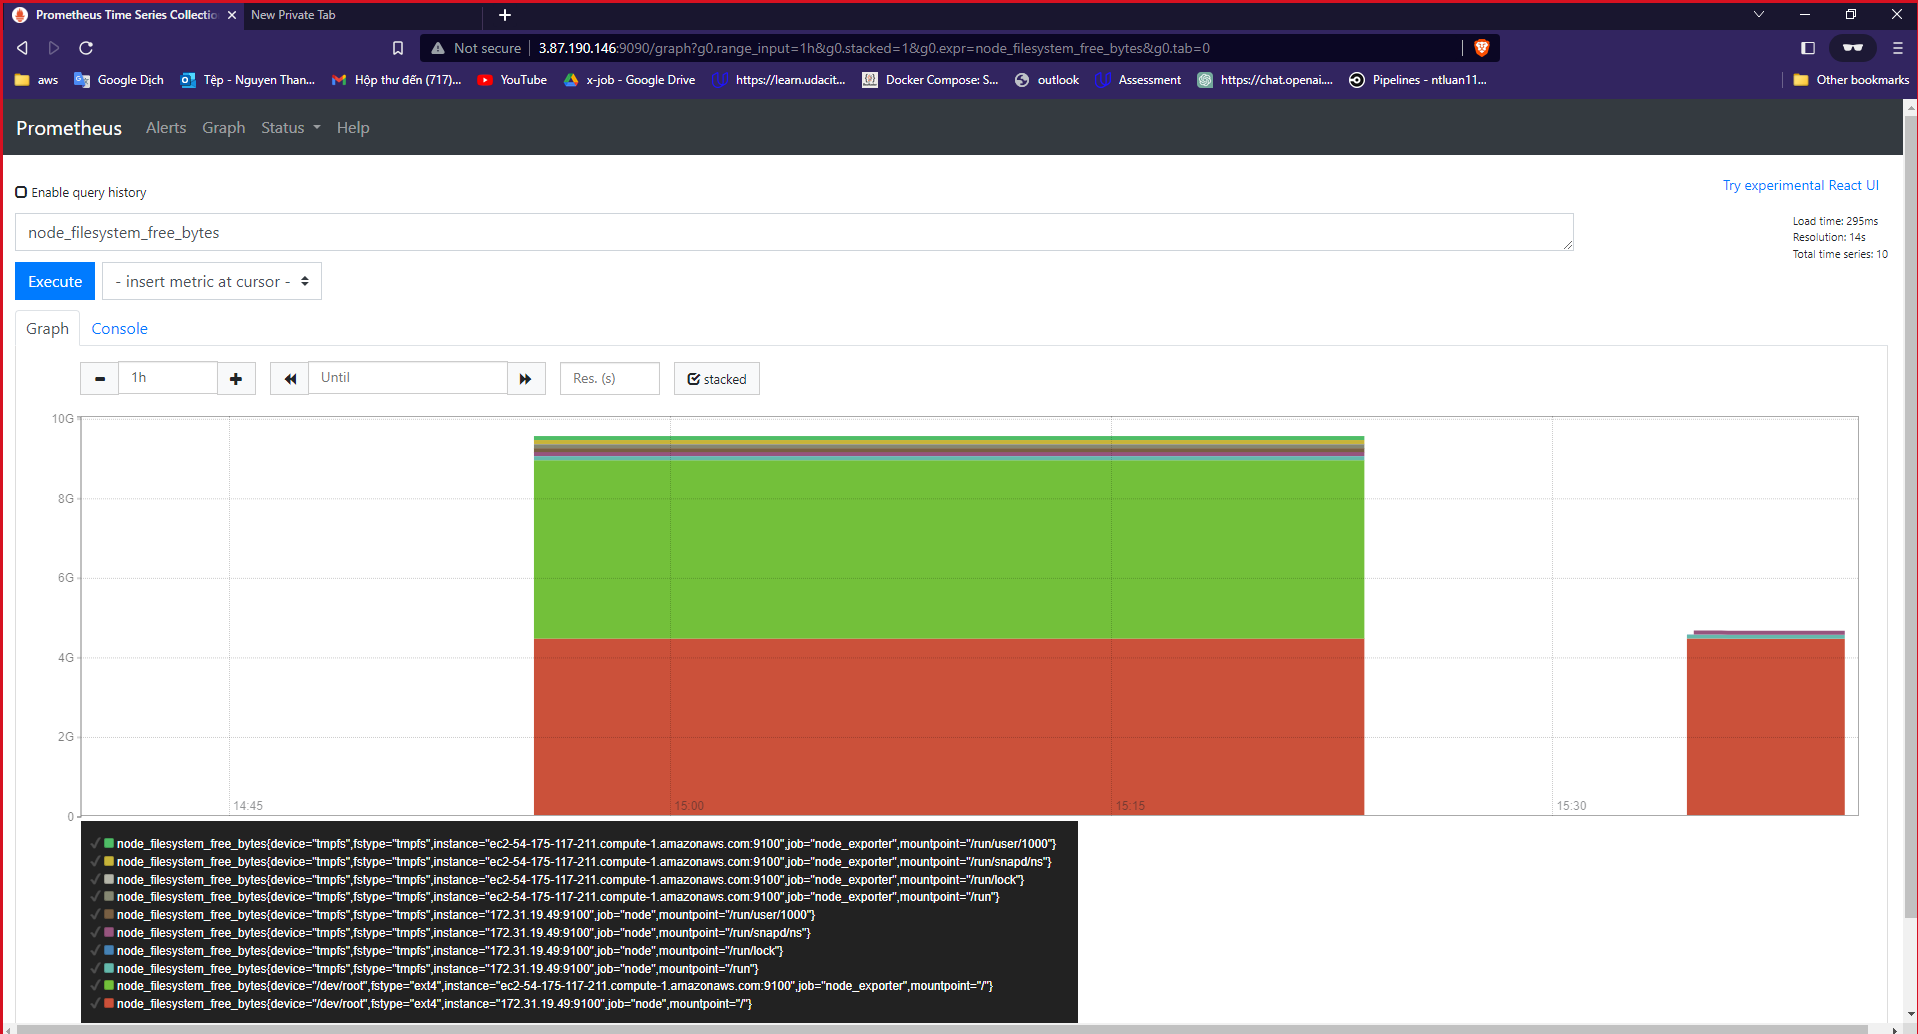 Prometheus Time Series Collectio
New Private Tab
Not secure
3.87.190.146:9090/graph?g0.range_input=1h&g0.stacked=1&g0.expr=node_filesystem_free_bytes&g0.tab=0
aws
Google Dịch
Tệp - Nguyen Than...
Hộp thư đến (717)...
YouTube
x-job - Google Drive
https://learn.udacit...
Docker Compose: S...
outlook
Assessment
https://chat.openai....
Pipelines - ntluan11...
Other bookmarks
Prometheus
Alerts
Graph
Status
Help
Enable query history
Try experimental React UI
node_filesystem_free_bytes
Load time: 295ms
Resolution: 14s
Total time series: 10
Execute
- insert metric at cursor -
Graph
Console
1h
Until
Res. (s)
stacked
10G
8G
6G
4G
2G
0
14:45
15:00
15:15
15:30
node_filesystem_free_bytes{device="tmpfs",fstype="tmpfs",instance="ec2-54-175-117-211.compute-1.amazonaws.com:9100",job="node_exporter",mountpoint="/run/user/1000"}
node_filesystem_free_bytes{device="tmpfs",fstype="tmpfs",instance="ec2-54-175-117-211.compute-1.amazonaws.com:9100",job="node_exporter",mountpoint="/run/snapd/ns"}
node_filesystem_free_bytes{device="tmpfs",fstype="tmpfs",instance="ec2-54-175-117-211.compute-1.amazonaws.com:9100",job="node_exporter",mountpoint="/run/lock"}
node_filesystem_free_bytes{device="tmpfs",fstype="tmpfs",instance="ec2-54-175-117-211.compute-1.amazonaws.com:9100",job="node_exporter",mountpoint="/run"}
node_filesystem_free_bytes{device="tmpfs",fstype="tmpfs",instance="172.31.19.49:9100",job="node",mountpoint="/run/user/1000"}
node_filesystem_free_bytes{device="tmpfs",fstype="tmpfs",instance="172.31.19.49:9100",job="node",mountpoint="/run/snapd/ns"}
node_filesystem_free_bytes{device="tmpfs",fstype="tmpfs",instance="172.31.19.49:9100",job="node",mountpoint="/run/lock"}
node_filesystem_free_bytes{device="tmpfs",fstype="tmpfs",instance="172.31.19.49:9100",job="node",mountpoint="/run"}
node_filesystem_free_bytes{device="/dev/root",fstype="ext4",instance="ec2-54-175-117-211.compute-1.amazonaws.com:9100",job="node_exporter",mountpoint="/"}
node_filesystem_free_bytes{device="/dev/root",fstype="ext4",instance="172.31.19.49:9100",job="node",mountpoint="/"}